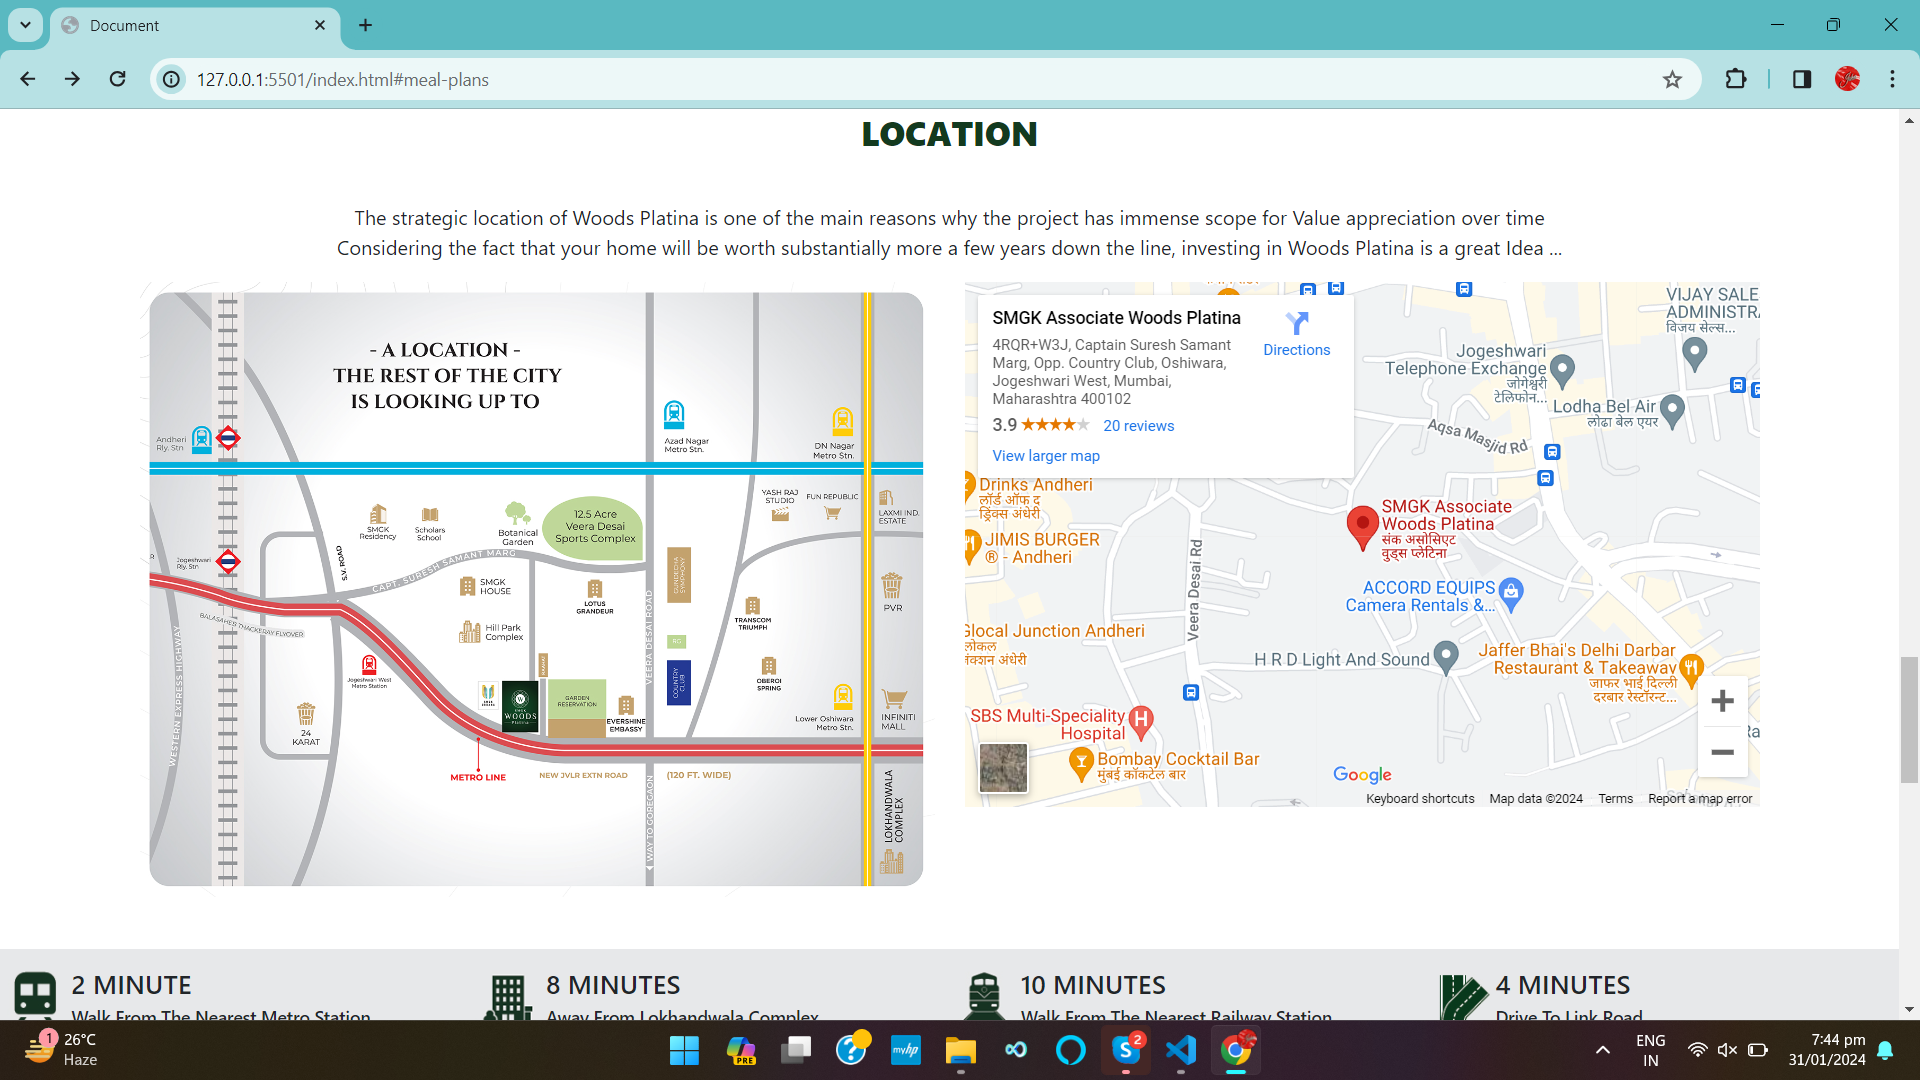 Document
127.0.0.1:5501/index.html#meal-plans
LOCATION
The strategic location of Woods Platina is one of the main reasons why the project has immense scope for Value appreciation over time
Considering the fact that your home will be worth substantially more a few years down the line, investing in Woods Platina is a great Idea ...
- A LOCATION -
THE REST OF THE CITY
IS LOOKING UP TO
Andheri
Rly. Stn
Azad Nagar
Metro Stn.
DN Nagar
Metro Stn.
SMGK
Residency
Scholars
School
Botanical
Garden
12.5 Acre
Veera Desai
Sports Complex
YASH RAJ
STUDIO
FUN REPUBLIC
LAXMI IND.
ESTATE
Jogeshwari
Rly. Stn
S.V. ROAD
CAPT. SURESH SAMANT MARG
SMGK
HOUSE
LOTUS
GRANDEUR
VEERA DESAI ROAD
TRANSCOM
TRIUMPH
PVR
BALASAHEB THACKERAY FLYOVER
Hill Park
Complex
RG
WESTERN EXPRESS HIGHWAY
Jogeshwari West
Metro Station
COUNTRY
CLUB
OBEROI
SPRING
24
KARAT
SMGK
WOODS
Platina
GARDEN
RESERVATION
EVERSHINE
EMBASSY
Lower Oshiwara
Metro Stn.
INFINITI
MALL
METRO LINE
NEW JVLR EXTN ROAD
(120 FT. WIDE)
WAY TO GOREGAON
LOKHANDWALA
COMPLEX
SMGK Associate Woods Platina
4RQR+W3J, Captain Suresh Samant
Marg, Opp. Country Club, Oshiwara,
Jogeshwari West, Mumbai,
Maharashtra 400102
Directions
3.9
20 reviews
View larger map
VIJAY SALE
ADMINISTRA
विजय सेल्स...
Jogeshwari
Telephone Exchange
जोगेश्वरी
टेलिफोन...
Lodha Bel Air
लोढा बेल एयर
Aqsa Masjid Rd
Drinks Andheri
लॉर्ड ऑफ द
ड्रिंक्स अंधेरी
JIMIS BURGER
® - Andheri
SMGK Associate
Woods Platina
संक असोसिएट
वुड्स प्लेटिना
ACCORD EQUIPS
Camera Rentals &...
Veera Desai Rd
Glocal Junction Andheri
लोकल
जंक्शन अंधेरी
H R D Light And Sound
Jaffer Bhai's Delhi Darbar
Restaurant & Takeaway
जाफर भाई दिल्ली
दरबार रेस्टॉरन्ट...
SBS Multi-Speciality
Hospital
Bombay Cocktail Bar
मुंबई कॉकटेल बार
Google
Keyboard shortcuts
Map data ©2024
Terms
Report a map error
2 MINUTE
Walk From The Nearest Metro Station
8 MINUTES
Away From Lokhandwala Complex
10 MINUTES
Walk From The Nearest Railway Station
4 MINUTES
Drive To Link Road
1
26°C
Haze
PRE
myhp
2
ENG
IN
7:44 pm
31/01/2024